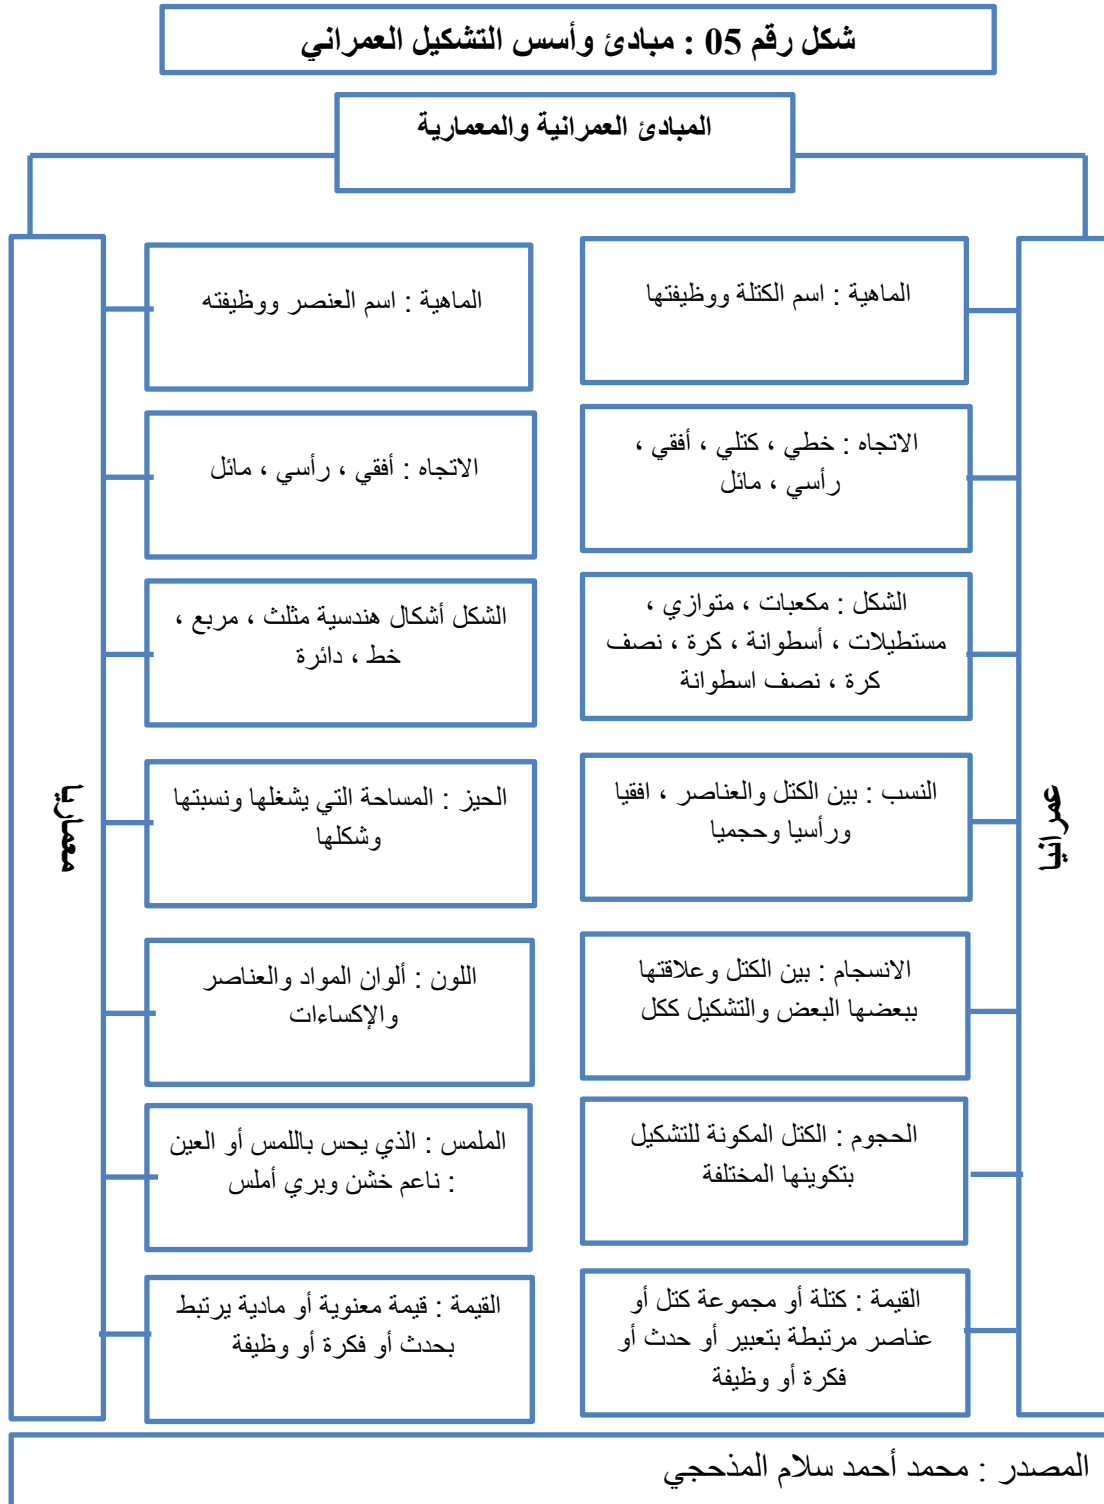 شكل رقم 05 : مبادئ وأسس التشكيل العمراني
المبادئ العمرانية والمعمارية
عمرانيا
الماهية : اسم الكتلة ووظيفتها
الاتجاه : خطي ، كتلي ، أفقي ،
رأسي ، مائل
الشكل : مكعبات ، متوازي ،
مستطيلات ، أسطوانة ، كرة ، نصف
كرة ، نصف اسطوانة
النسب : بين الكتل والعناصر ، افقيا
ورأسيا وحجميا
الانسجام : بين الكتل وعلاقتها
ببعضها البعض والتشكيل ككل
الحجوم : الكتل المكونة للتشكيل
بتكوينها المختلفة
القيمة : كتلة أو مجموعة كتل أو
عناصر مرتبطة بتعبير أو حدث أو
فكرة أو وظيفة
معماريا
الماهية : اسم العنصر ووظيفته
الاتجاه : أفقي ، رأسي ، مائل
الشكل أشكال هندسية مثلث ، مربع ،
خط ، دائرة
الحيز : المساحة التي يشغلها ونسبتها
وشكلها
اللون : ألوان المواد والعناصر
والإكساءات
الملمس : الذي يحس باللمس أو العين
: ناعم خشن وبري أملس
القيمة : قيمة معنوية أو مادية يرتبط
بحدث أو فكرة أو وظيفة
المصدر : محمد أحمد سلام المذحجي